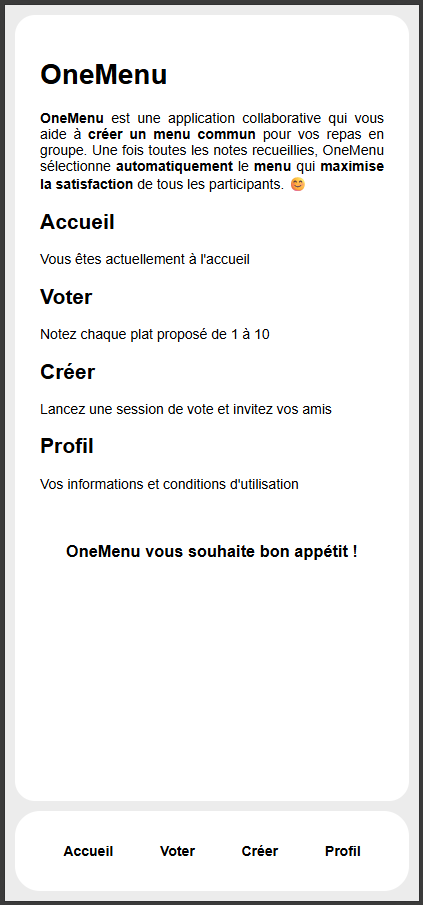 OneMenu
OneMenu est une application collaborative qui vous
aide à créer un menu commun pour vos repas en
groupe. Une fois toutes les notes recueillies, OneMenu
sélectionne automatiquement le menu qui maximise
la satisfaction de tous les participants. 😊
Accueil
Vous êtes actuellement à l'accueil
Voter
Notez chaque plat proposé de 1 à 10
Créer
Lancez une session de vote et invitez vos amis
Profil
Vos informations et conditions d'utilisation
OneMenu vous souhaite bon appétit !
Accueil Voter Créer Profil